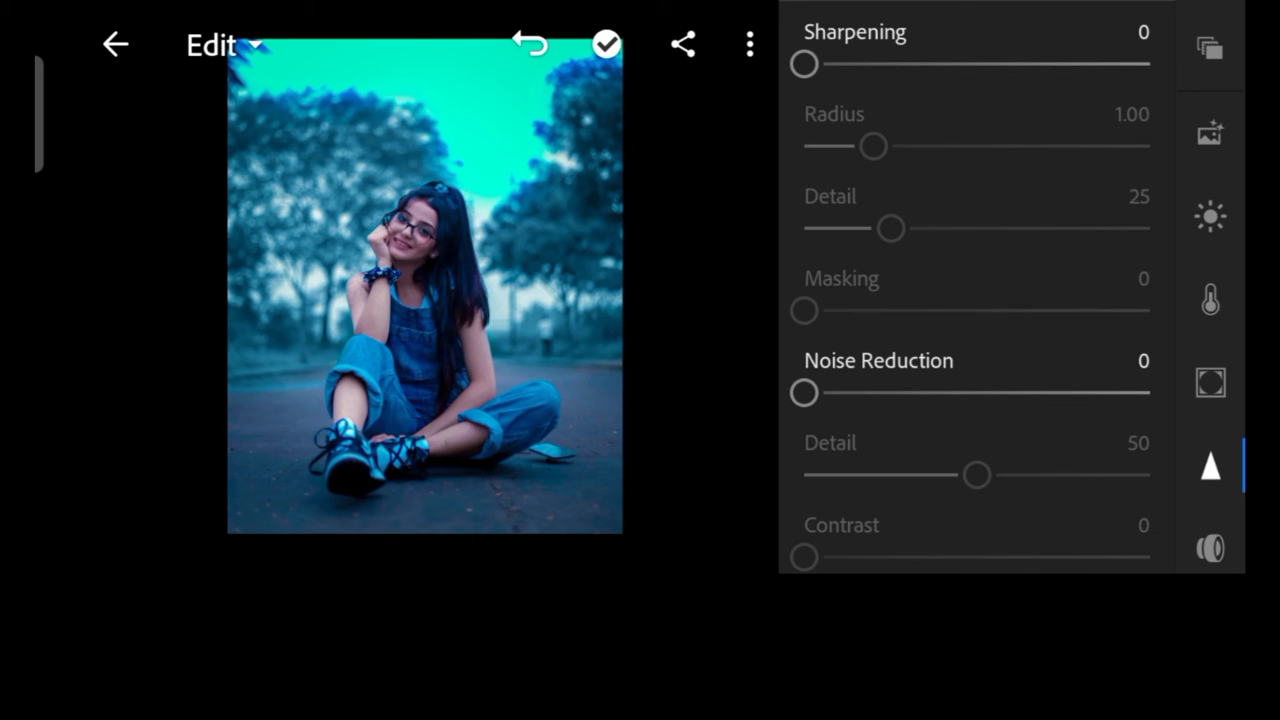 Edit
Sharpening 0
Radius 1.00
Detail 25
Masking 0
Noise Reduction 0
Detail 50
Contrast 0